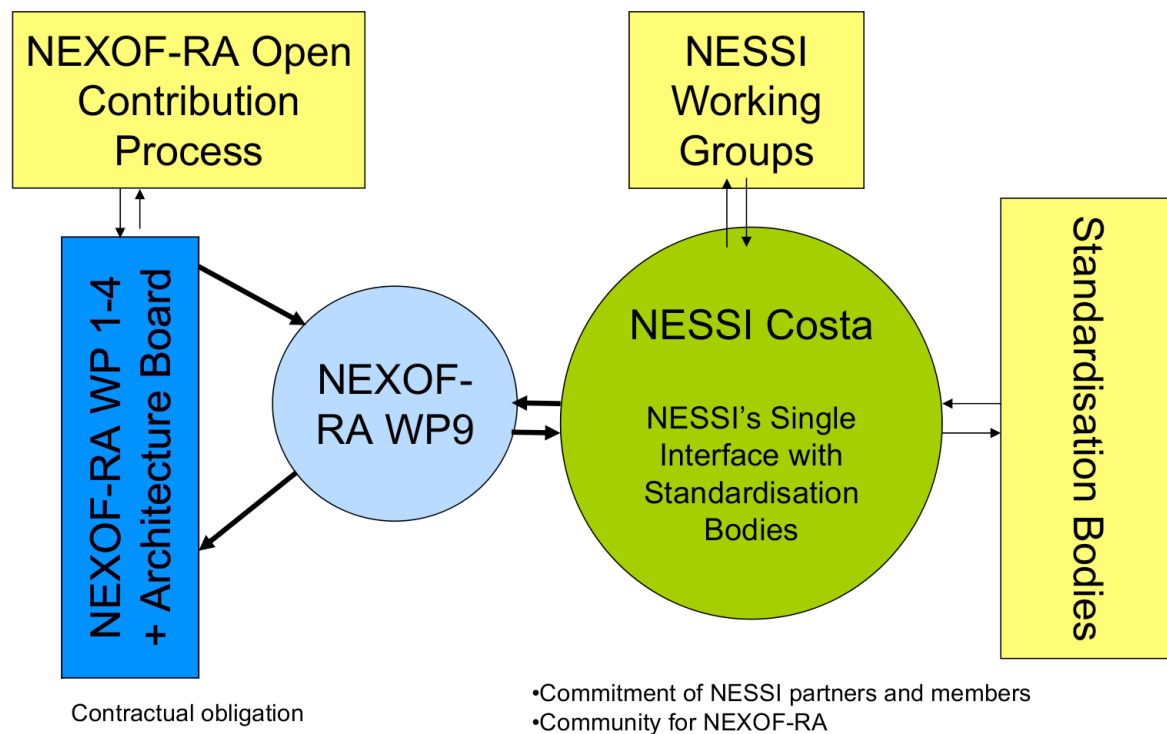 NEXOF-RA Open
Contribution
Process
NESSI
Working
Groups
NEXOF-RA WP 1-4
+ Architecture Board
NEXOF-
RA WP9
NESSI Costa
NESSI’s Single
Interface with
Standardisation
Bodies
Standardisation Bodies
Contractual obligation
•Commitment of NESSI partners and members
•Community for NEXOF-RA